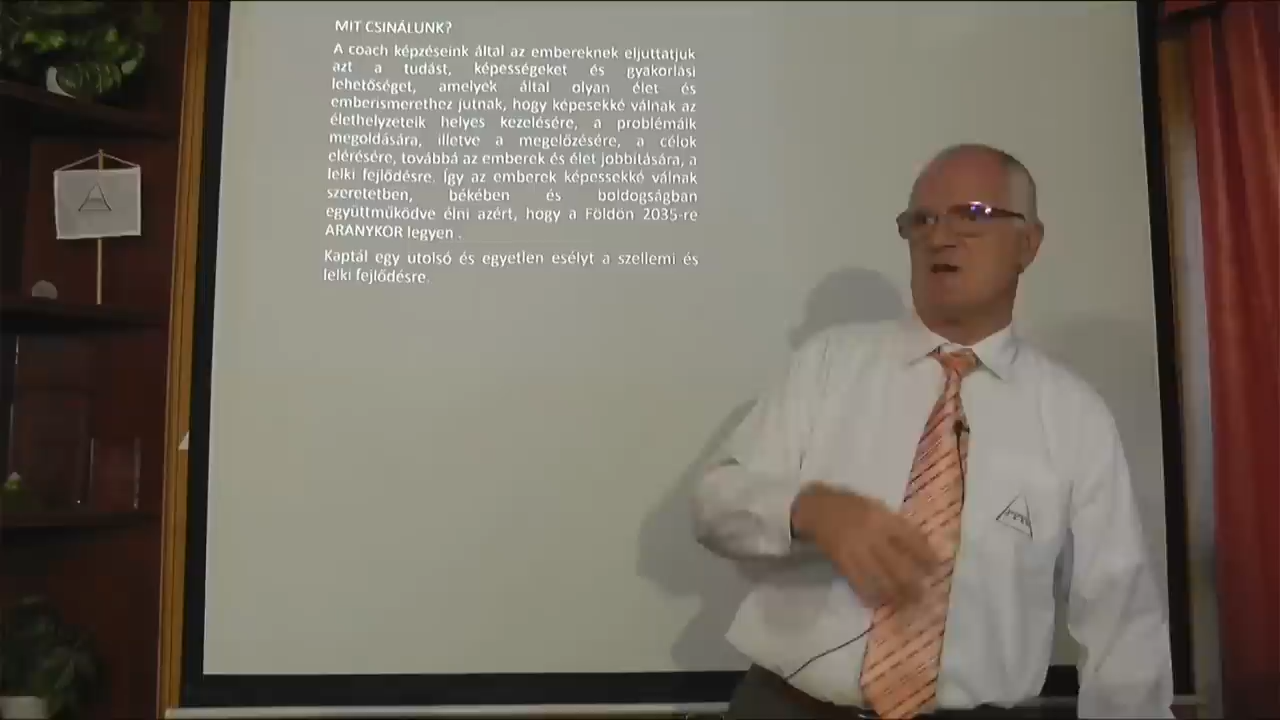 MIT CSINÁLUNK?
A coach képzéseink által az embereknek eljuttatjuk
azt a tudást, képességeket és gyakorlási
lehetőséget, amelyek által olyan élet és
emberismerethez jutnak, hogy képesekké válnak az
élethelyzeteik helyes kezelésére, a problémáik
megoldására, illetve a megelőzésére, a célok
elérésére, továbbá az emberek és élet jobbítására, a
lelki fejlődésre. Így az emberek képessekké válnak
szeretetben, békében és boldogságban
együttműködve élni azért, hogy a Földön 2035-re
ARANYKOR legyen .
Kaptál egy utolsó és egyetlen esélyt a szellemi és
lelki fejlődésre.